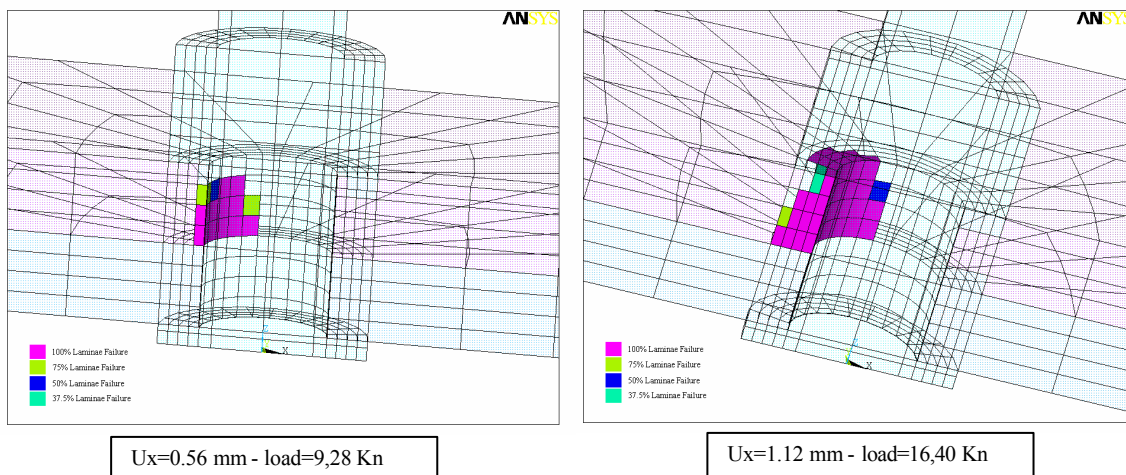 ANSYS
100% Laminae Failure
75% Laminae Failure
50% Laminae Failure
37.5% Laminae Failure
X
Ux=0.56 mm - load=9,28 Kn
ANSYS
100% Laminae Failure
75% Laminae Failure
50% Laminae Failure
37.5% Laminae Failure
X
Ux=1.12 mm - load=16,40 Kn